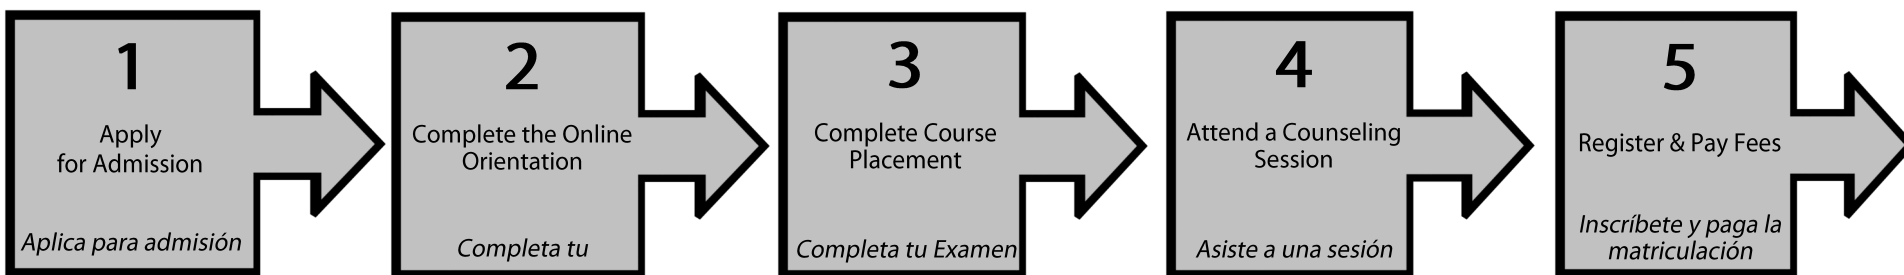 1
Apply
for Admission
Aplica para admisión
2
Complete the Online
Orientation
Completa tu
3
Complete Course
Placement
Completa tu Examen
4
Attend a Counseling
Session
Asiste a una sesión
5
Register & Pay Fees
Inscríbete y paga la
matriculación